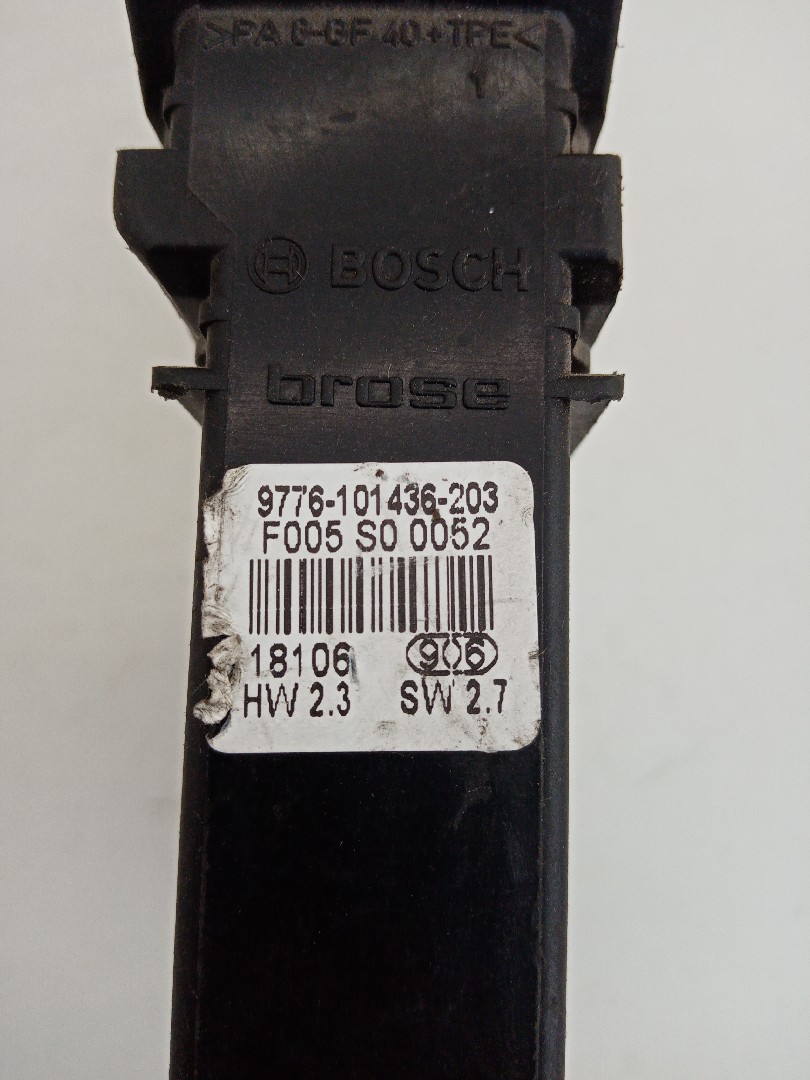 >PA 6-GF 40+TPE<
BOSCH
brose
9776-101436-203
F005 S0 0052
18106 906
HW 2.3 SW 2.7